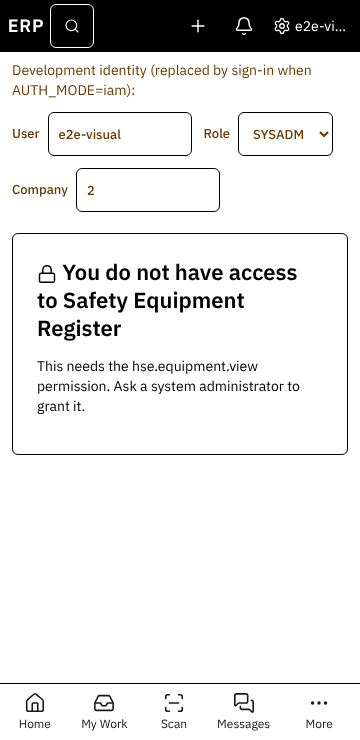 ERP
e2e-vi...
Development identity (replaced by sign-in when
AUTH_MODE=iam):
User e2e-visual Role SYSADM
Company 2
You do not have access
to Safety Equipment
Register
This needs the hse.equipment.view
permission. Ask a system administrator to
grant it.
Home My Work Scan Messages More